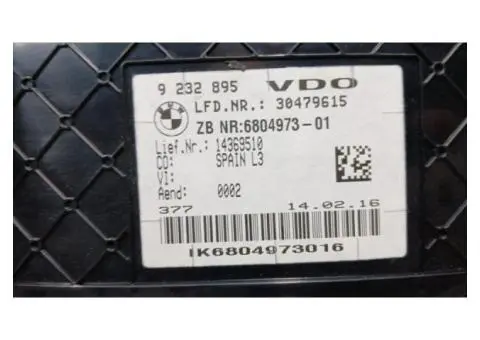 9 232 895 VDO
LFD.NR.: 30479615
ZB NR:6804973-01
Lief.Nr.: 14369510
CO: SPAIN L3
VI:
Aend: 0002
377 14.02.16
IK6804973016